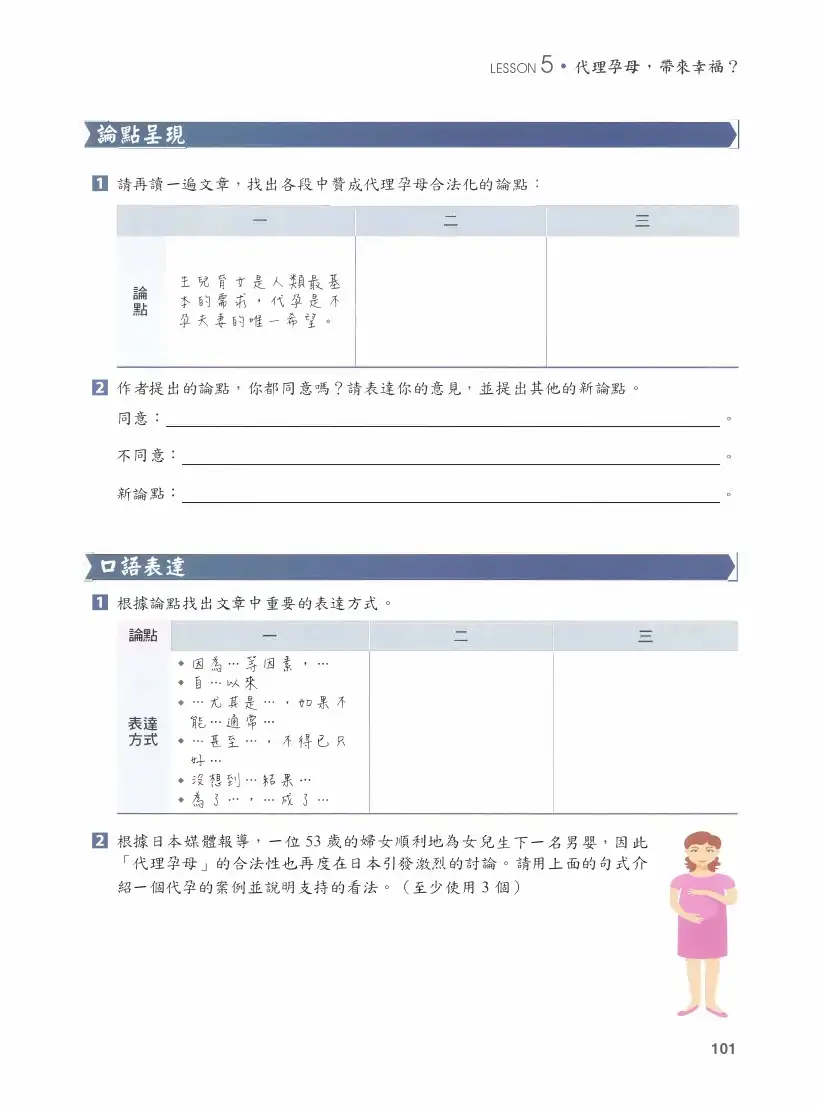 LESSON 5 • 代理孕母，帶來幸福？
論點呈現
1 請再讀一遍文章，找出各段中贊成代理孕母合法化的論點：
一 二 三
論點
生兒育女是人類最基
本的需求，代孕是不
孕夫妻的唯一希望。
2 作者提出的論點，你都同意嗎？請表達你的意見，並提出其他的新論點。
同意：。
不同意：。
新論點：。
口語表達
1 根據論點找出文章中重要的表達方式。
論點 一 二 三
表達
方式
◆ 因為…等因素，…
◆ 自…以來
◆ …尤其是…，如果不
能…通常…
◆ …甚至…，不得已只
好…
◆ 沒想到…結果…
◆ 為了…，…成了…
2 根據日本媒體報導，一位 53 歲的婦女順利地為女兒生下一名男嬰，因此
「代理孕母」的合法性也再度在日本引發激烈的討論。請用上面的句式介
紹一個代孕的案例並說明支持的看法。（至少使用 3 個）
101